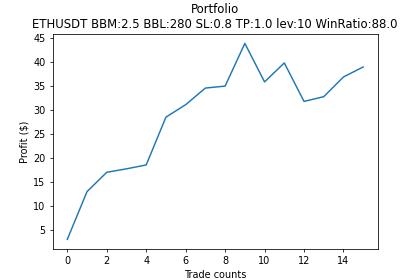 Portfolio
ETHUSDT BBM:2.5 BBL:280 SL:0.8 TP:1.0 lev:10 WinRatio:88.0
45
40
35
30
25
20
15
10
5
Profit ($)
0 2 4 6 8 10 12 14
Trade counts